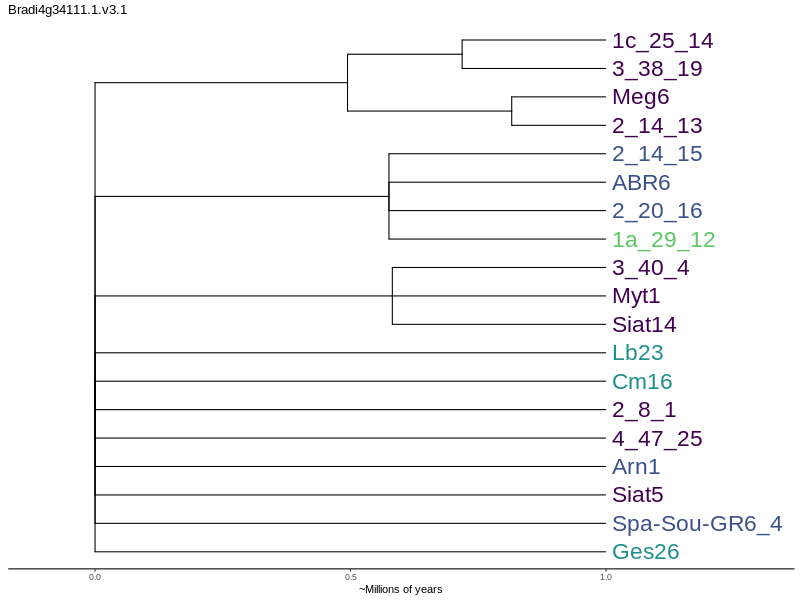 Bradi4g34111.1.v3.1
1c_25_14
3_38_19
Meg6
2_14_13
2_14_15
ABR6
2_20_16
1a_29_12
3_40_4
Myt1
Siat14
Lb23
Cm16
2_8_1
4_47_25
Arn1
Siat5
Spa-Sou-GR6_4
Ges26
0.0 0.5 1.0
~Millions of years